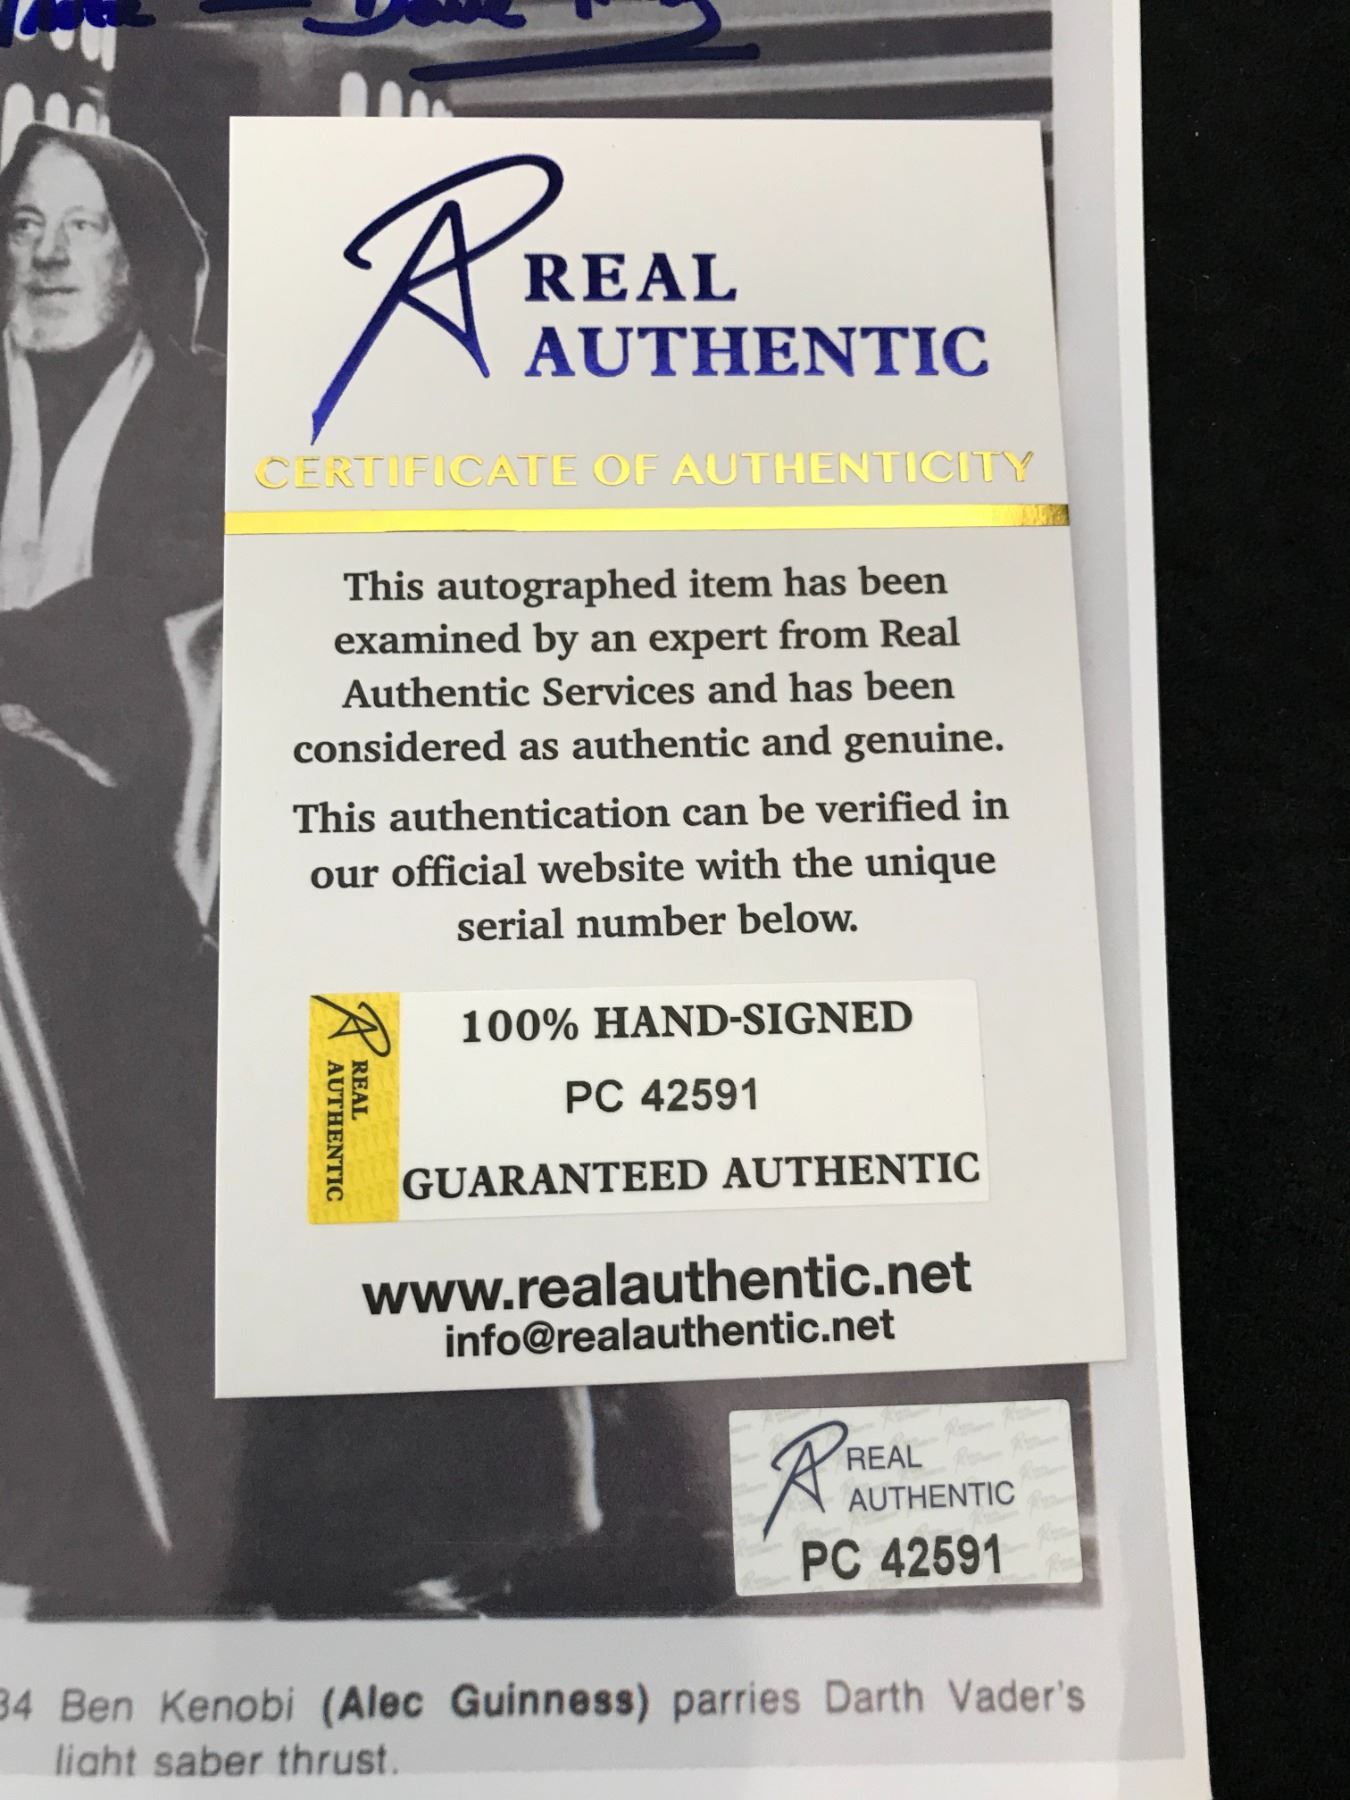 REAL
AUTHENTIC
CERTIFICATE OF AUTHENTICITY
This autographed item has been
examined by an expert from Real
Authentic Services and has been
considered as authentic and genuine.
This authentication can be verified in
our official website with the unique
serial number below.
REAL
AUTHENTIC
100% HAND-SIGNED
PC 42591
GUARANTEED AUTHENTIC
www.realauthentic.net
info@realauthentic.net
REAL
AUTHENTIC
PC 42591
34 Ben Kenobi (Alec Guinness) parries Darth Vader's
light saber thrust.